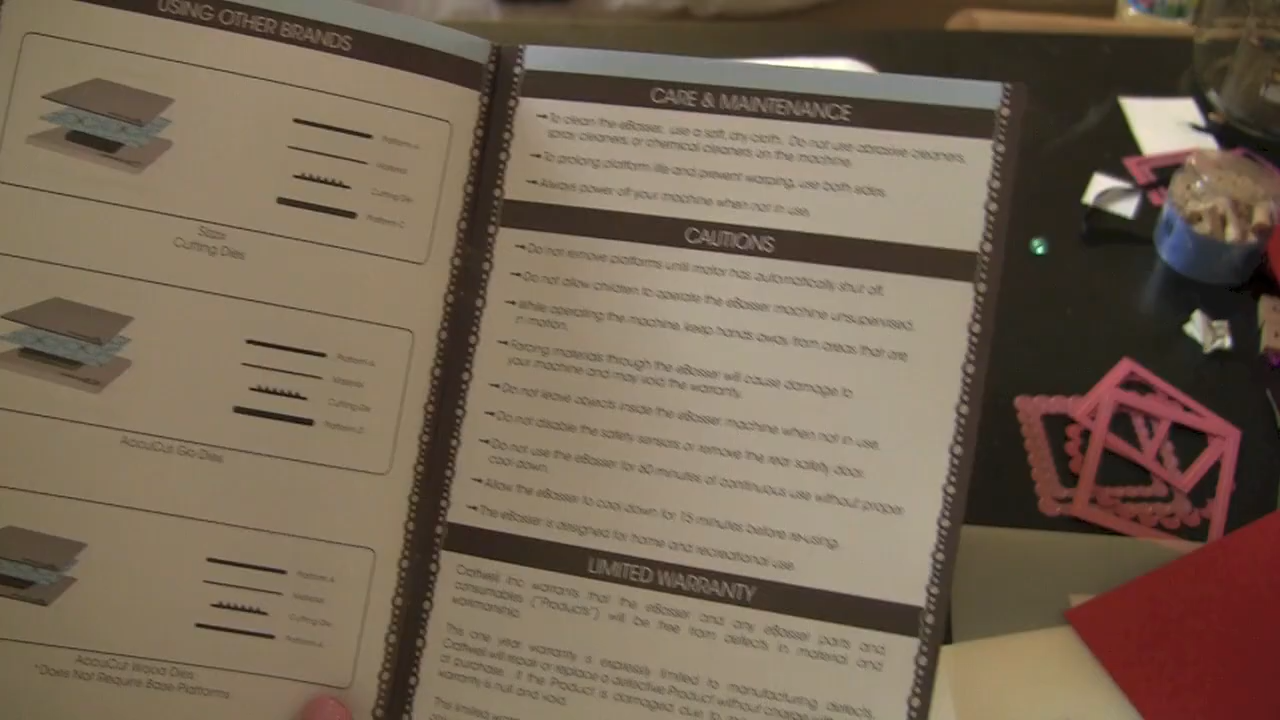 USING OTHER BRANDS
Platform A
Material
Cutting Die
Platform C
Sizzix
Cutting Dies
Platform A
Material
Cutting Die
AccuCut Go Dies
Platform A
Material
Cutting Die
Platform A
AccuCut Wood Dies
*Does Not Require Base Platforms
CARE & MAINTENANCE
To clean the eBosser, use a soft, dry cloth. Do not use abrasive cleaners,
spray cleaners or chemical cleaners on the machine.
To prolong platform life and prevent warping, use both sides.
Always power off your machine when not in use.
CAUTIONS
Do not remove platforms until motor has automatically shut off.
Do not allow children to operate the eBosser machine unsupervised.
While operating the machine, keep hands away from areas that are
in motion.
Forcing materials through the eBosser will cause damage to
your machine and may void the warranty.
Do not leave objects inside the eBosser machine when not in use.
Do not disable the safety sensors or remove the rear safety door.
Do not use the eBosser for 60 minutes of continuous use without proper
cool down.
Allow the eBosser to cool down for 15 minutes before re-using.
The eBosser is designed for home and recreational use.
LIMITED WARRANTY
Craftwell Inc warrants that the eBosser and any eBosser parts and
consumables ("Products") will be free from defects in material and
workmanship.
This one year warranty is expressly limited to manufacturing defects.
Craftwell will repair or replace a defective Product without charge
of purchase. If the Product is damaged due to
warranty is null and void.
This limited